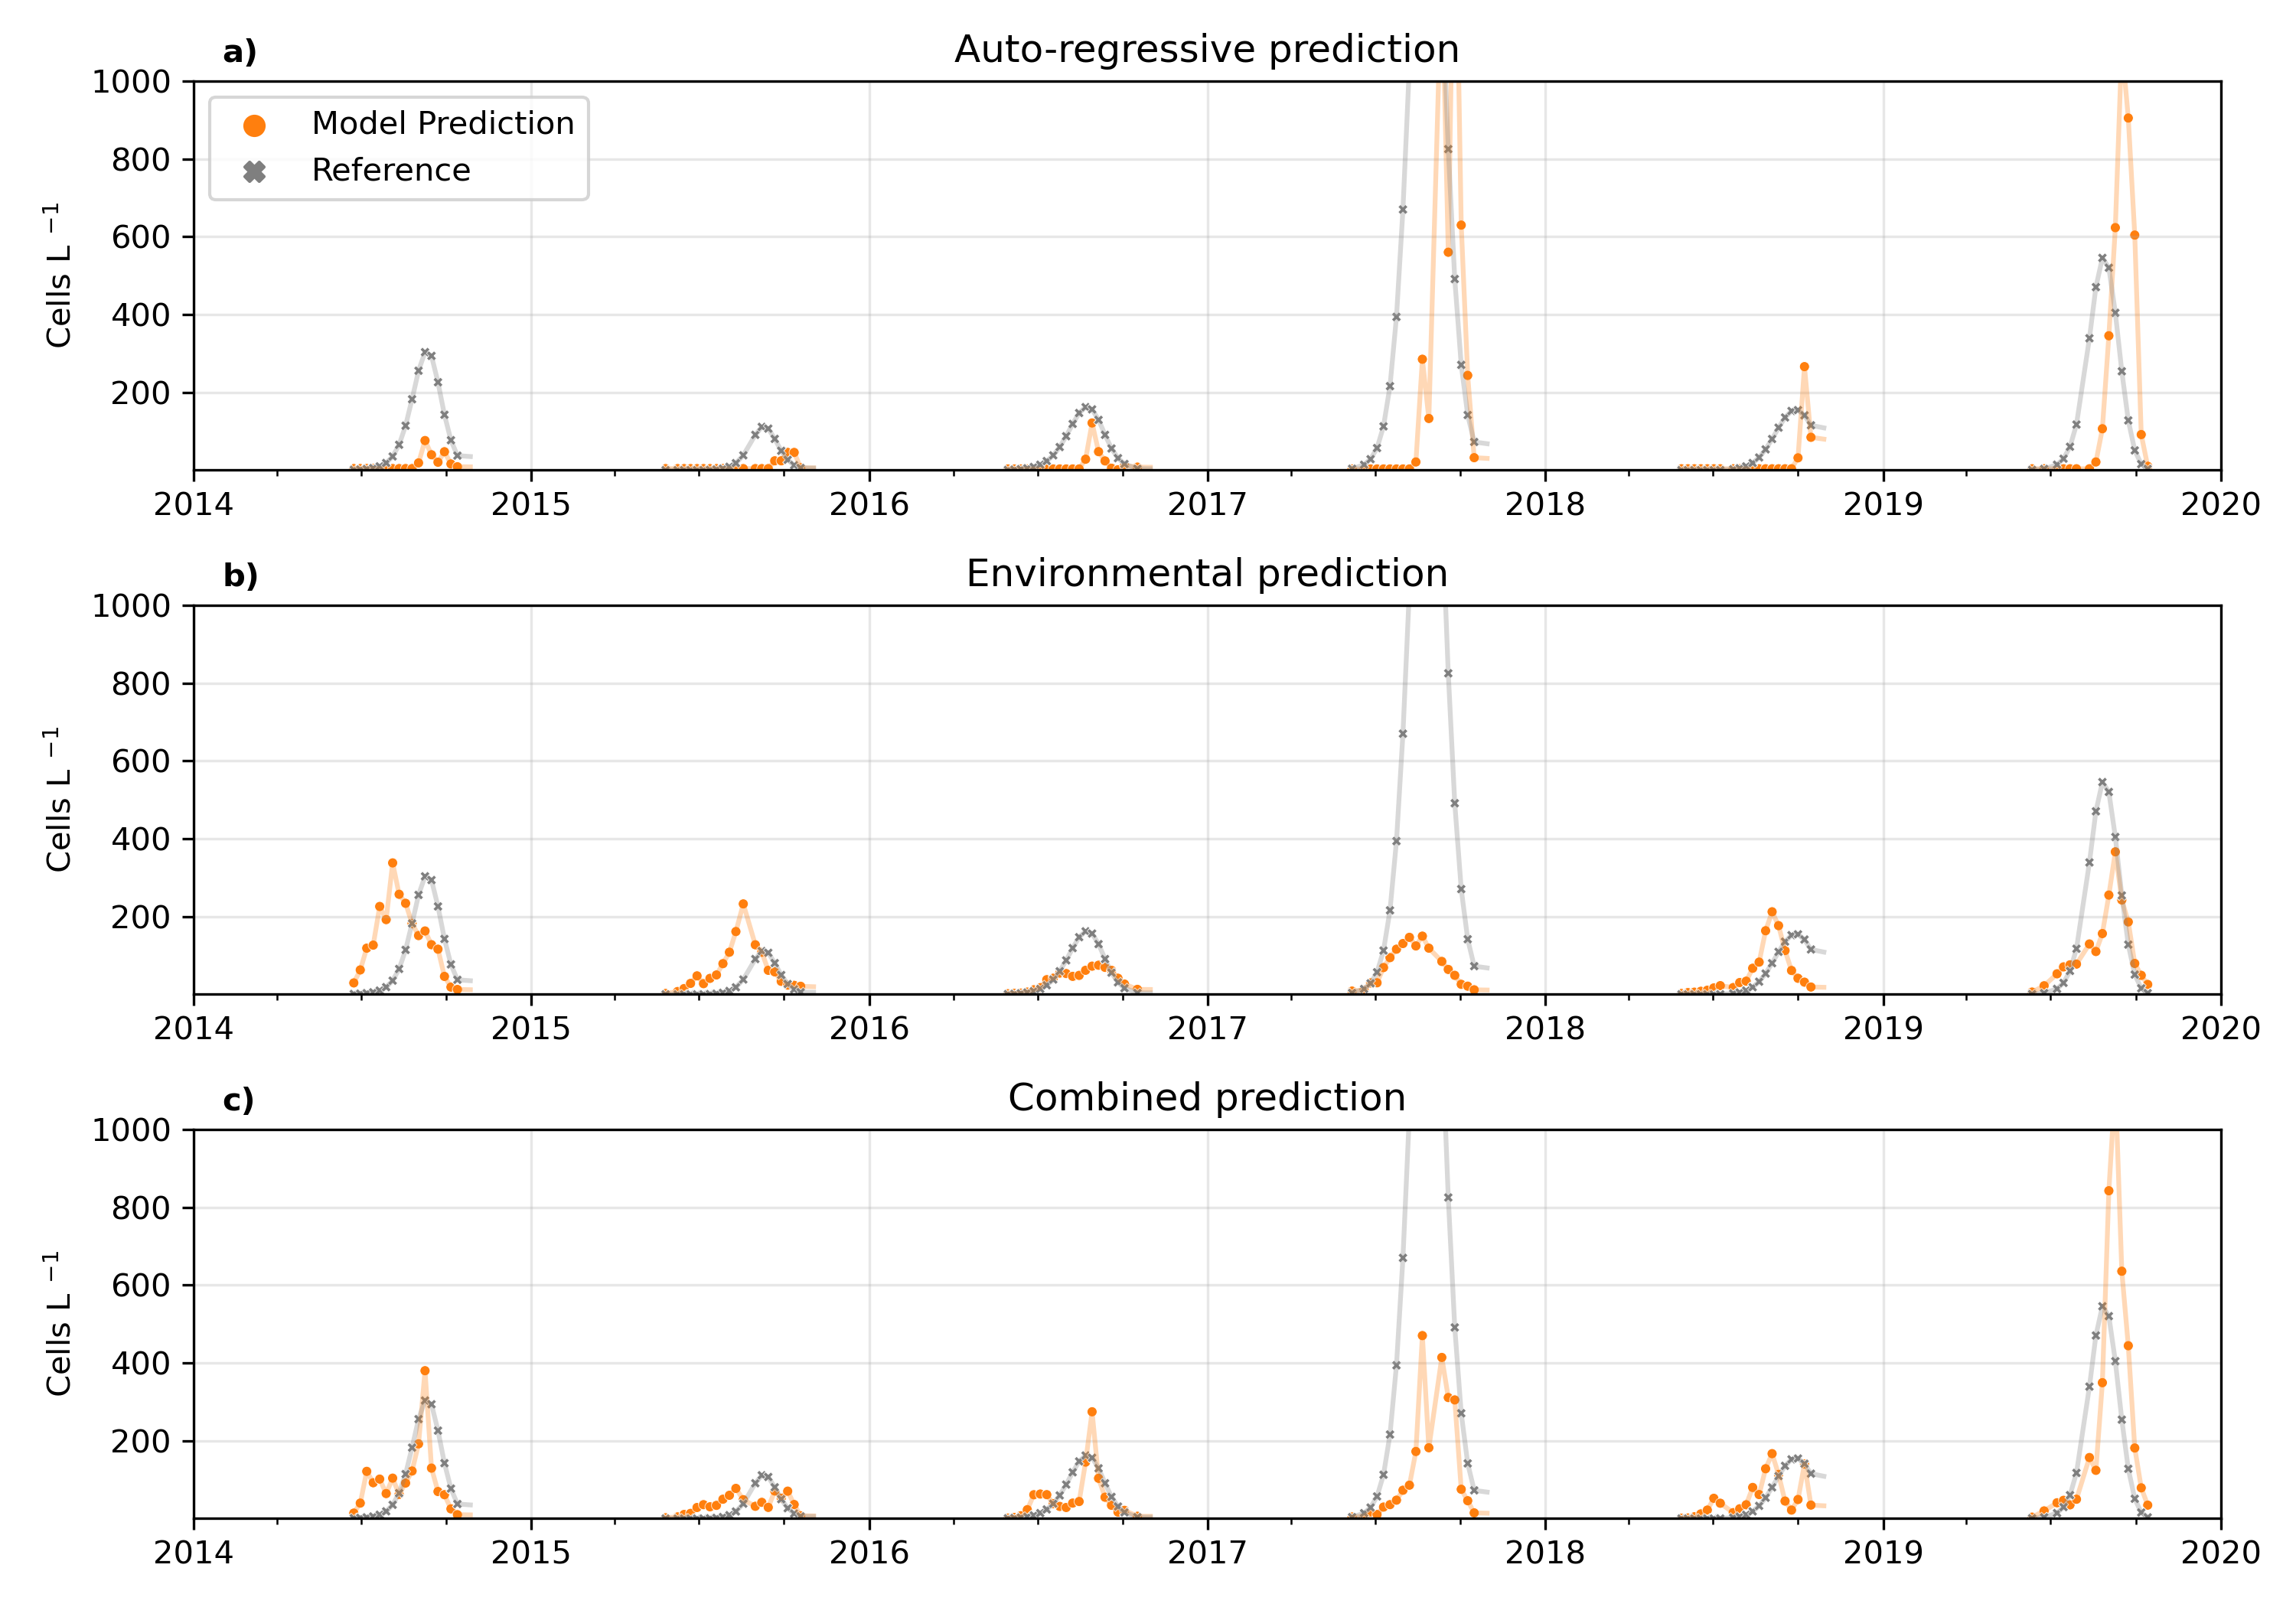 a) Auto-regressive prediction
1000
Model Prediction
800
Reference
600
Cells L ⁻¹
400
200
2014 2015 2016 2017 2018 2019 2020
b) Environmental prediction
1000
800
600
Cells L ⁻¹
400
200
2014 2015 2016 2017 2018 2019 2020
c) Combined prediction
1000
800
600
Cells L ⁻¹
400
200
2014 2015 2016 2017 2018 2019 2020